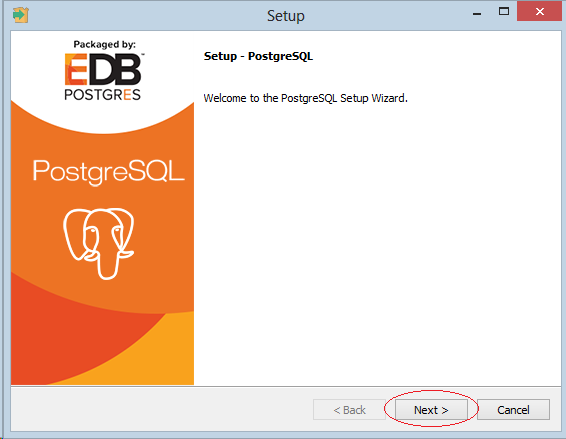 Setup
Packaged by:
EDB
POSTGRES
PostgreSQL
Setup - PostgreSQL
Welcome to the PostgreSQL Setup Wizard.
< Back
Next >
Cancel